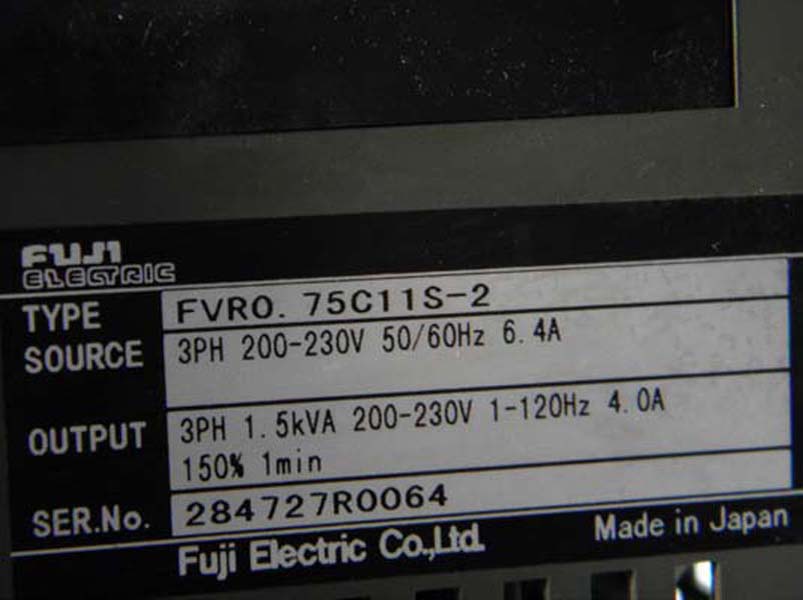 FUJI
ELECTRIC
TYPE FVR0. 75C11S-2
SOURCE 3PH 200-230V 50/60Hz 6. 4A
OUTPUT 3PH 1. 5kVA 200-230V 1-120Hz 4. 0A
150% 1min
SER.No. 284727R0064
Fuji Electric Co.,Ltd. Made in Japan